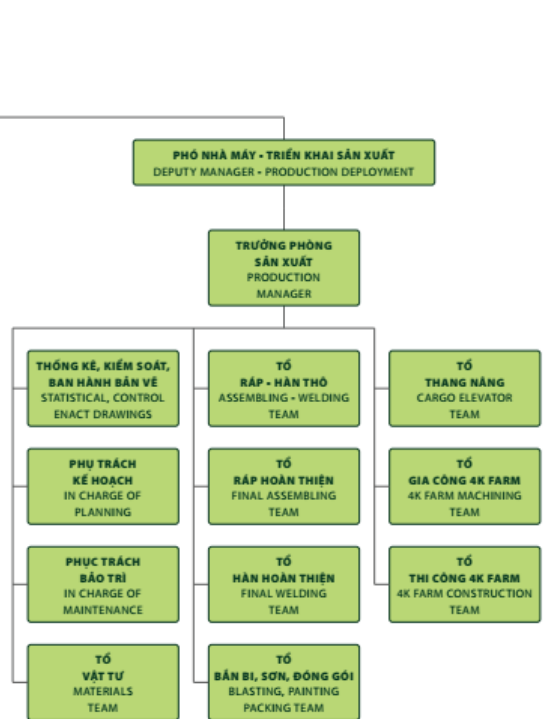 PHÓ NHÀ MÁY - TRIỂN KHAI SẢN XUẤT
DEPUTY MANAGER - PRODUCTION DEPLOYMENT
TRƯỞNG PHÒNG
SẢN XUẤT
PRODUCTION
MANAGER
THỐNG KÊ, KIỂM SOÁT,
BAN HÀNH BẢN VẼ
STATISTICAL, CONTROL
ENACT DRAWINGS
TỔ
RÁP - HÀN THÔ
ASSEMBLING - WELDING
TEAM
TỔ
THANG NÂNG
CARGO ELEVATOR
TEAM
PHỤ TRÁCH
KẾ HOẠCH
IN CHARGE OF
PLANNING
TỔ
RÁP HOÀN THIỆN
FINAL ASSEMBLING
TEAM
TỔ
GIA CÔNG 4K FARM
4K FARM MACHINING
TEAM
PHỤC TRÁCH
BẢO TRÌ
IN CHARGE OF
MAINTENANCE
TỔ
HÀN HOÀN THIỆN
FINAL WELDING
TEAM
TỔ
THI CÔNG 4K FARM
4K FARM CONSTRUCTION
TEAM
TỔ
VẬT TƯ
MATERIALS
TEAM
TỔ
BẮN BI, SƠN, ĐÓNG GÓI
BLASTING, PAINTING
PACKING TEAM